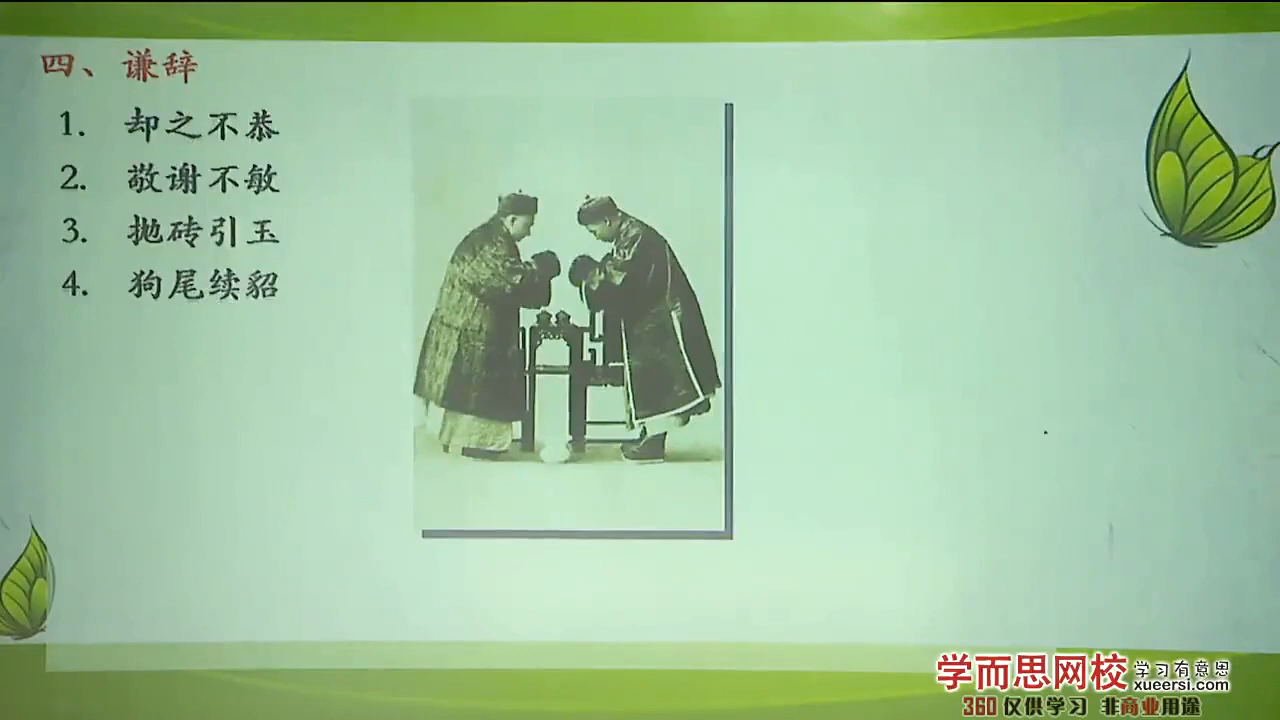 四、谦辞
1. 却之不恭
2. 敬谢不敏
3. 抛砖引玉
4. 狗尾续貂
学而思网校 学习有意思
xueersi.com
360 仅供学习 非商业用途